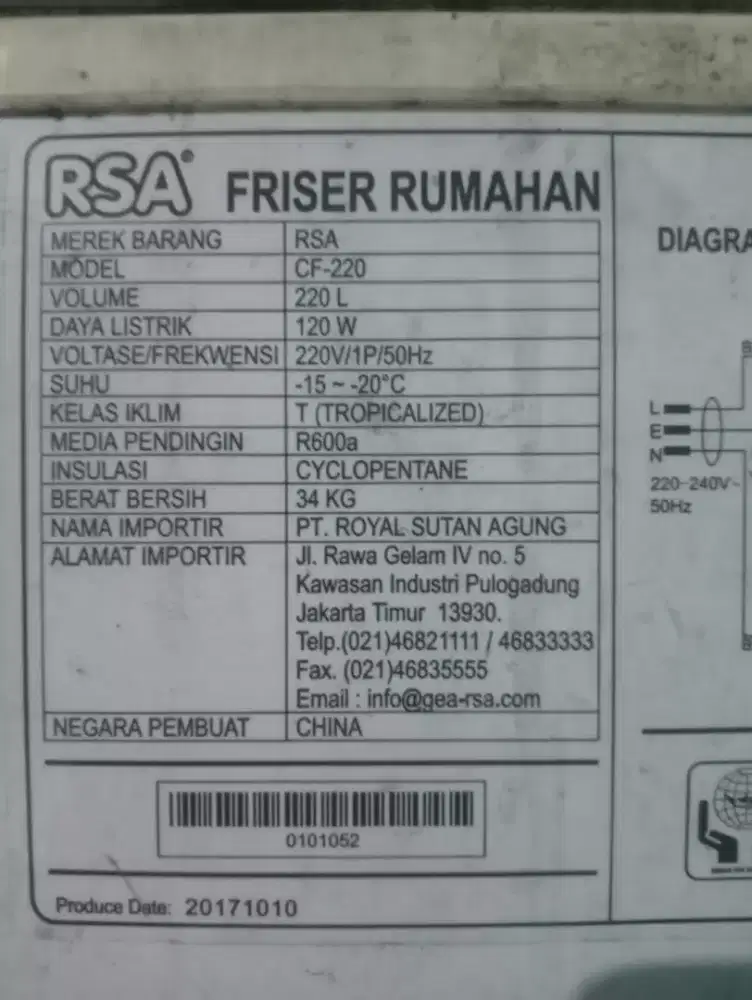 RSA® FRISER RUMAHAN
MEREK BARANG RSA
MODEL CF-220
VOLUME 220 L
DAYA LISTRIK 120 W
VOLTASE/FREKWENSI 220V/1P/50Hz
SUHU -15 ~ -20°C
KELAS IKLIM T (TROPICALIZED)
MEDIA PENDINGIN R600a
INSULASI CYCLOPENTANE
BERAT BERSIH 34 KG
NAMA IMPORTIR PT. ROYAL SUTAN AGUNG
ALAMAT IMPORTIR Jl. Rawa Gelam IV no. 5
Kawasan Industri Pulogadung
Jakarta Timur 13930.
Telp.(021)46821111 / 46833333
Fax. (021)46835555
Email : info@gea-rsa.com
NEGARA PEMBUAT CHINA
0101052
Produce Date: 20171010
DIAGRA
L
E
N
220-240V~
50Hz